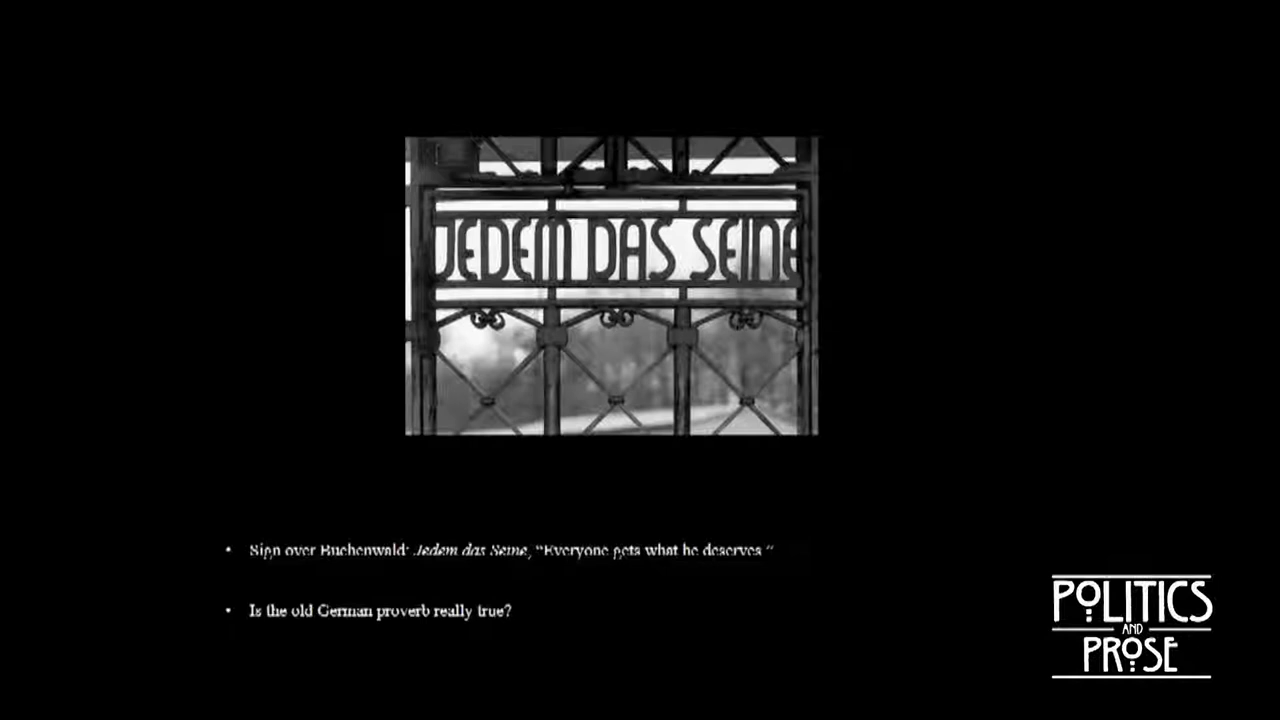 JEDEM DAS SEINE
• Sign over Buchenwald: Jedem das Seine, “Everyone gets what he deserves.”
• Is the old German proverb really true?
POLITICS
AND
PROSE